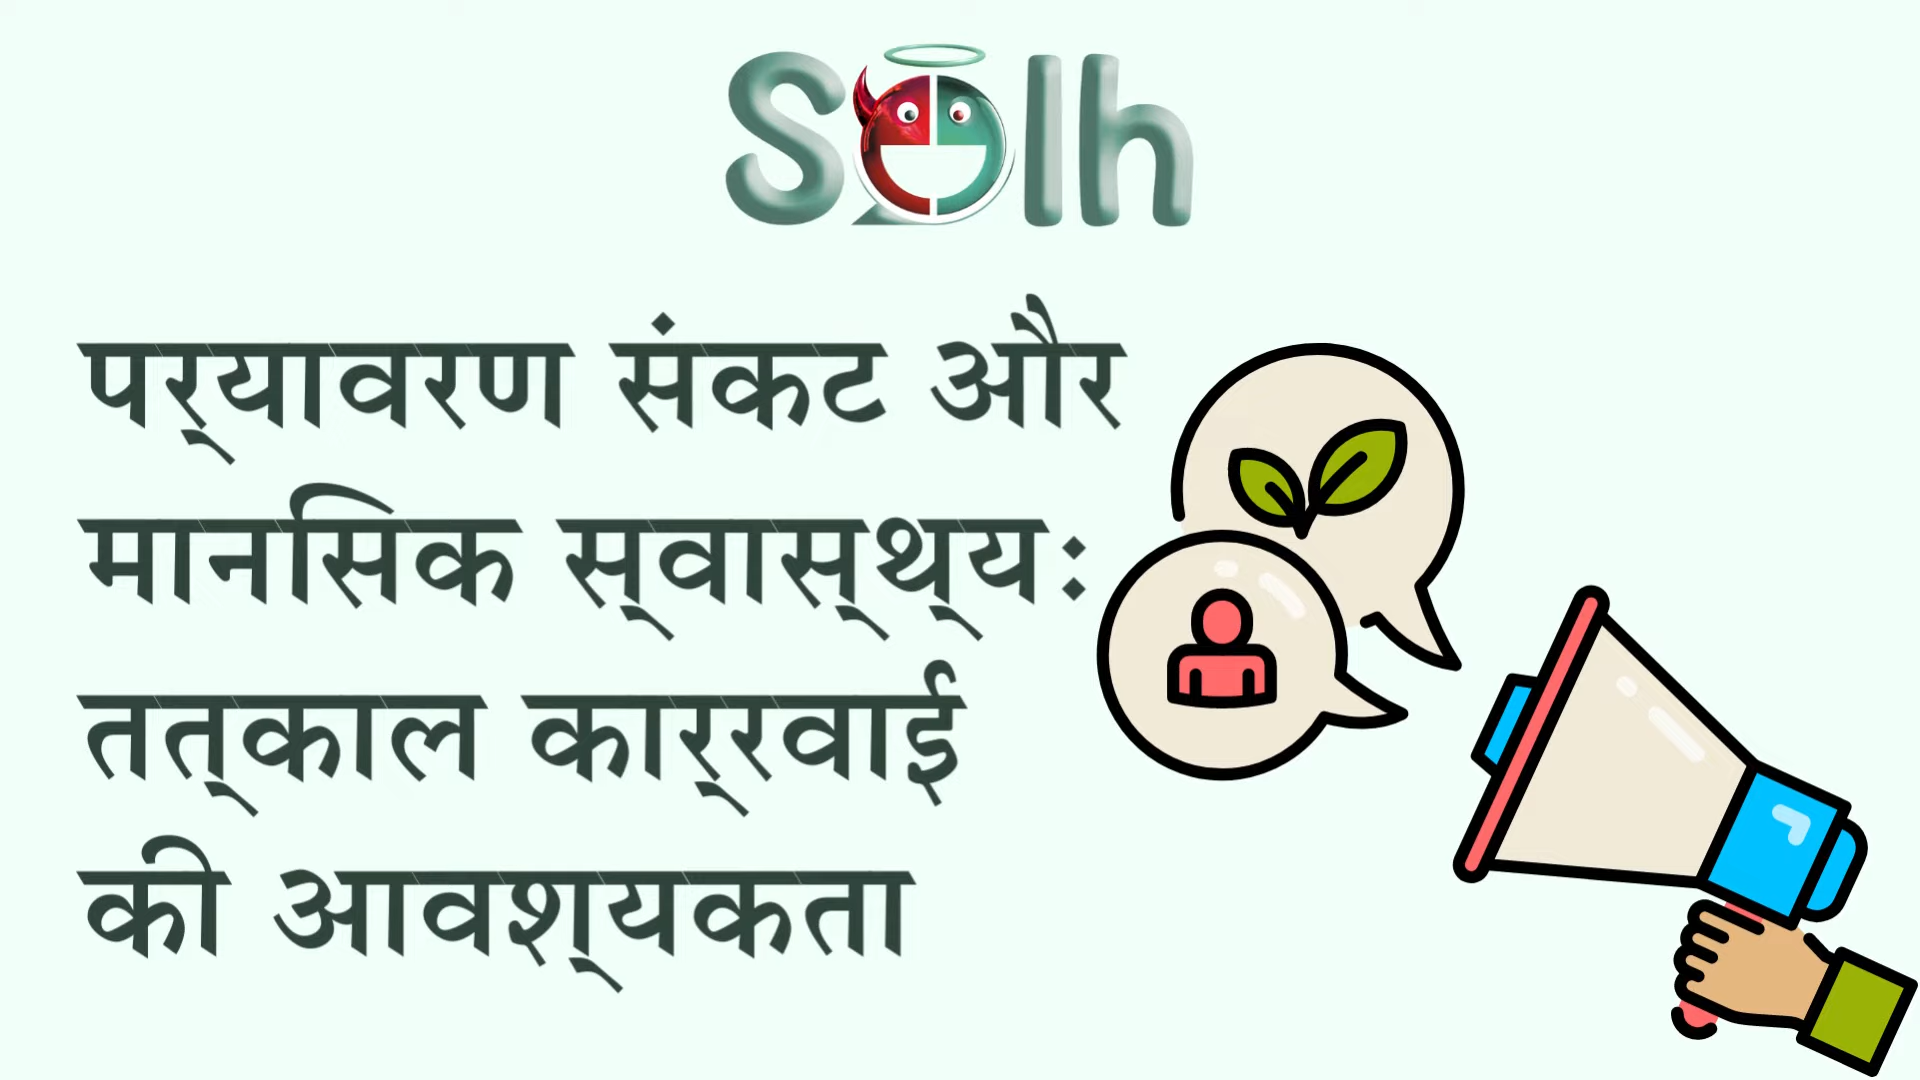 Solh
पर्‌यावरण संकट और
मानसिक स्‌वास्‌थ्‌यः
तत्‌काल कार्‌रवाई
की आवश्‌यकता